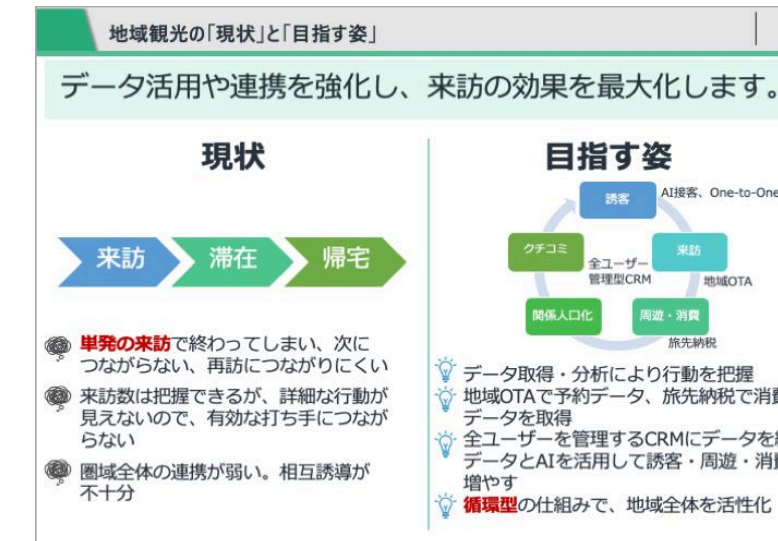 地域観光の「現状」と「目指す姿」
データ活用や連携を強化し、来訪の効果を最大化します。
現状
来訪
滞在
帰宅
単発の来訪で終わってしまい、次に
つながらない、再訪につながりにくい
来訪数は把握できるが、詳細な行動が
見えないので、有効な打ち手につなが
らない
圏域全体の連携が弱い。相互誘導が
不十分
目指す姿
誘客
AI接客、One-to-One
クチコミ
来訪
全ユーザー
管理型CRM
地域OTA
関係人口化
周遊・消費
旅先納税
データ取得・分析により行動を把握
地域OTAで予約データ、旅先納税で消費
データを取得
全ユーザーを管理するCRMにデータを
データとAIを活用して誘客・周遊・消費
増やす
循環型の仕組みで、地域全体を活性化